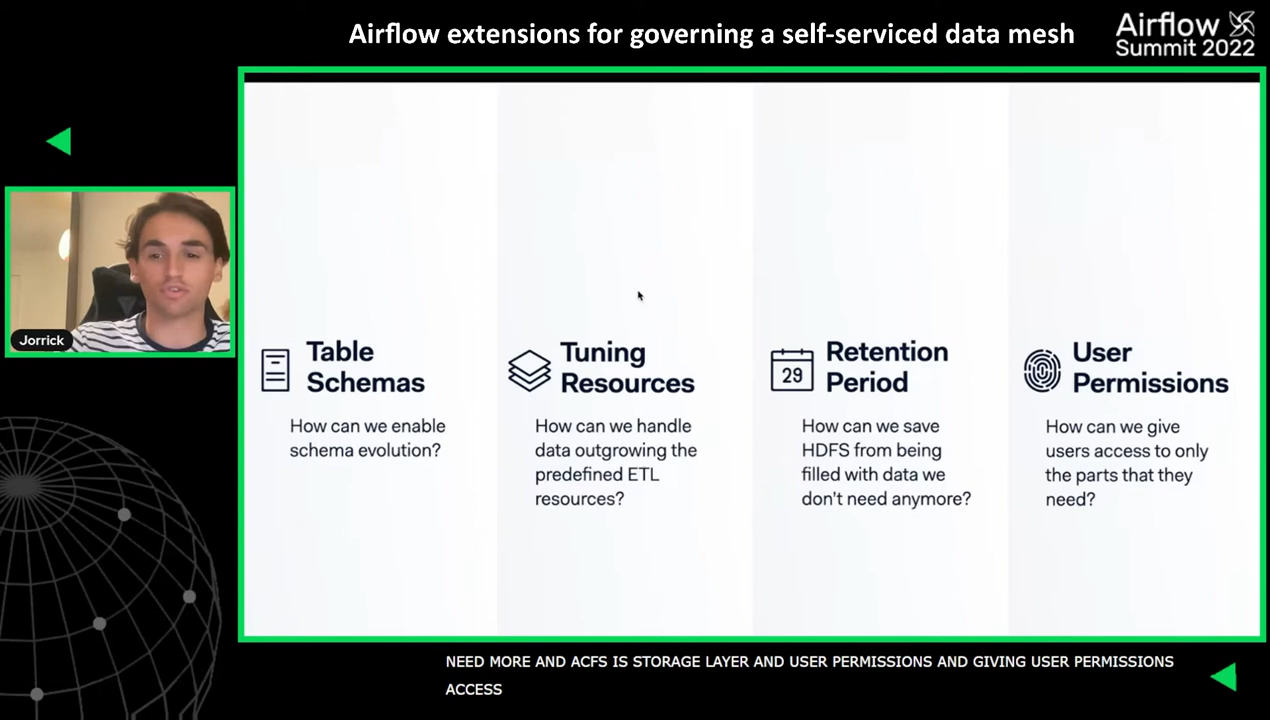 Airflow extensions for governing a self-serviced data mesh
Airflow
Summit 2022
Jorrick
Table
Schemas
How can we enable
schema evolution?
Tuning
Resources
How can we handle
data outgrowing the
predefined ETL
resources?
29
Retention
Period
How can we save
HDFS from being
filled with data we
don't need anymore?
User
Permissions
How can we give
users access to only
the parts that they
need?
NEED MORE AND ACFS IS STORAGE LAYER AND USER PERMISSIONS AND GIVING USER PERMISSIONS
ACCESS